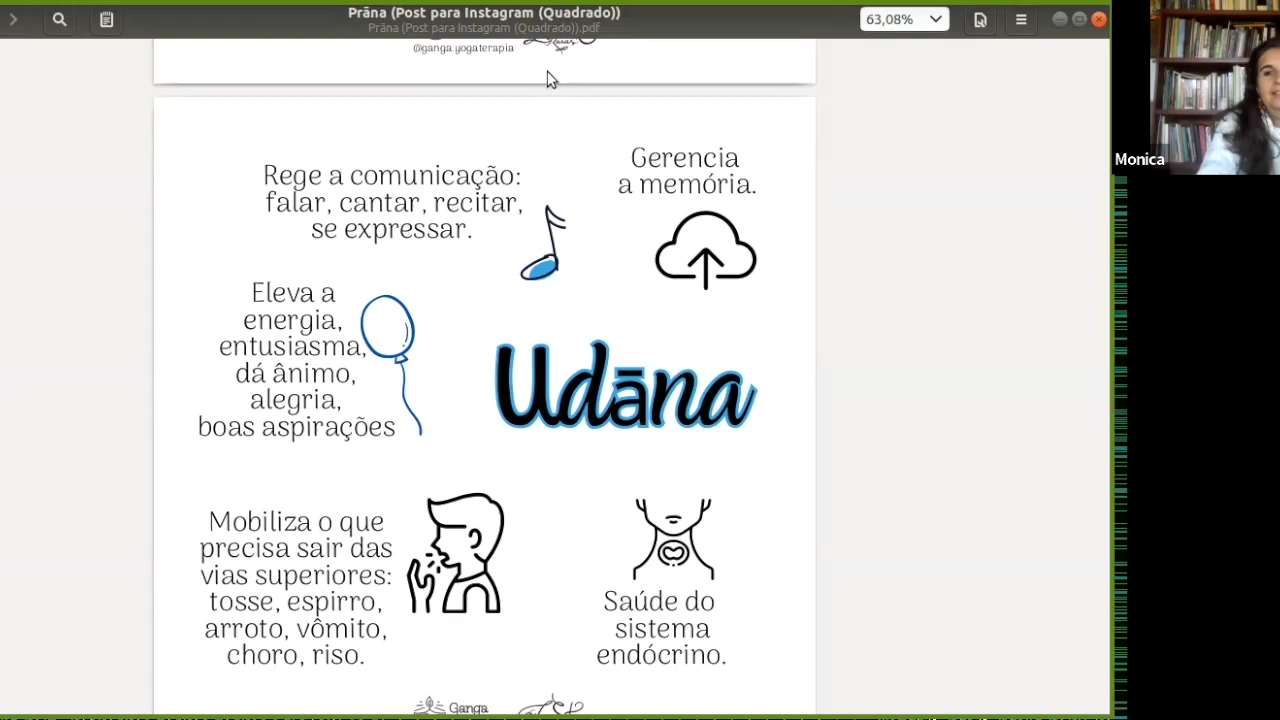 Prāna (Post para Instagram (Quadrado))
Prāna (Post para Instagram (Quadrado)).pdf
63,08%
@ganga.yogaterapia
Monica
Rege a comunicação:
falar, cantar, recitar,
se expressar.
Gerencia
a memória.
Eleva a
energia,
entusiasma,
dá ânimo,
alegria,
boas aspirações
Udāna
Mobiliza o que
precisa sair das
vias superiores:
tosse, espirro,
arroto, vômito,
choro, riso.
Saúde do
sistema
endócrino.
Ganga